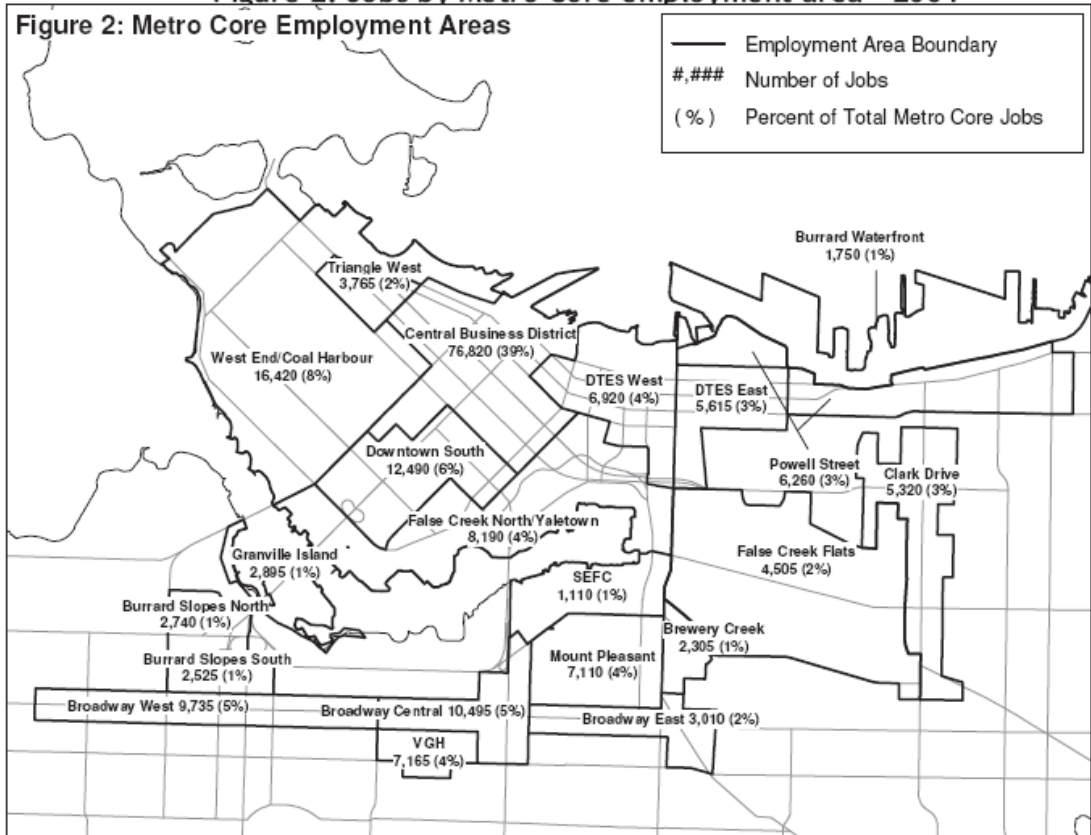 Figure 2: Metro Core Employment Areas
Employment Area Boundary
#,### Number of Jobs
(%) Percent of Total Metro Core Jobs
Burrard Waterfront
1,750 (1%)
Triangle West
3,765 (2%)
Central Business District
76,820 (39%)
West End/Coal Harbour
16,420 (8%)
DTES West
6,920 (4%)
DTES East
5,615 (3%)
Downtown South
12,490 (6%)
Powell Street
6,260 (3%)
Clark Drive
5,320 (3%)
False Creek North/Yaletown
8,190 (4%)
False Creek Flats
4,505 (2%)
Granville Island
2,895 (1%)
SEFC
1,110 (1%)
Burrard Slopes North
2,740 (1%)
Brewery Creek
2,305 (1%)
Burrard Slopes South
2,525 (1%)
Mount Pleasant
7,110 (4%)
Broadway West 9,735 (5%)
Broadway Central 10,495 (5%)
Broadway East 3,010 (2%)
VGH
7,165 (4%)